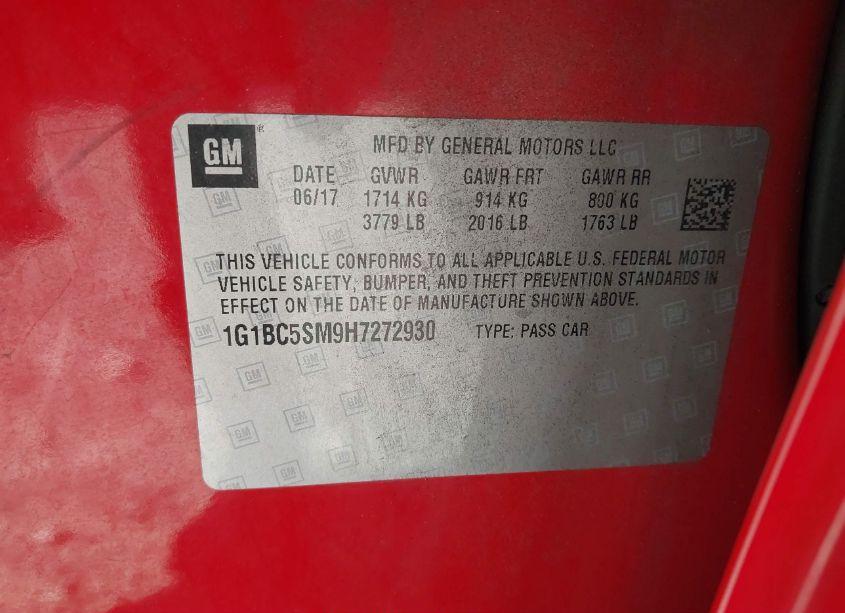 GM
MFD BY GENERAL MOTORS LLC
DATE GVWR GAWR FRT GAWR RR
06/17 1714 KG 914 KG 800 KG
3779 LB 2016 LB 1763 LB
THIS VEHICLE CONFORMS TO ALL APPLICABLE U.S. FEDERAL MOTOR
VEHICLE SAFETY, BUMPER, AND THEFT PREVENTION STANDARDS IN
EFFECT ON THE DATE OF MANUFACTURE SHOWN ABOVE.
1G1BC5SM9H7272930 TYPE: PASS CAR